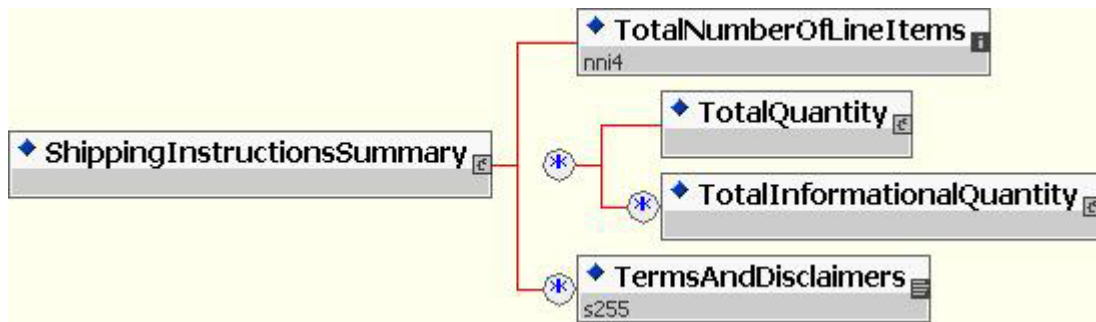 TotalNumberOfLineItems
nni4
TotalQuantity
ShippingInstructionsSummary
TotalInformationalQuantity
TermsAndDisclaimers
s255